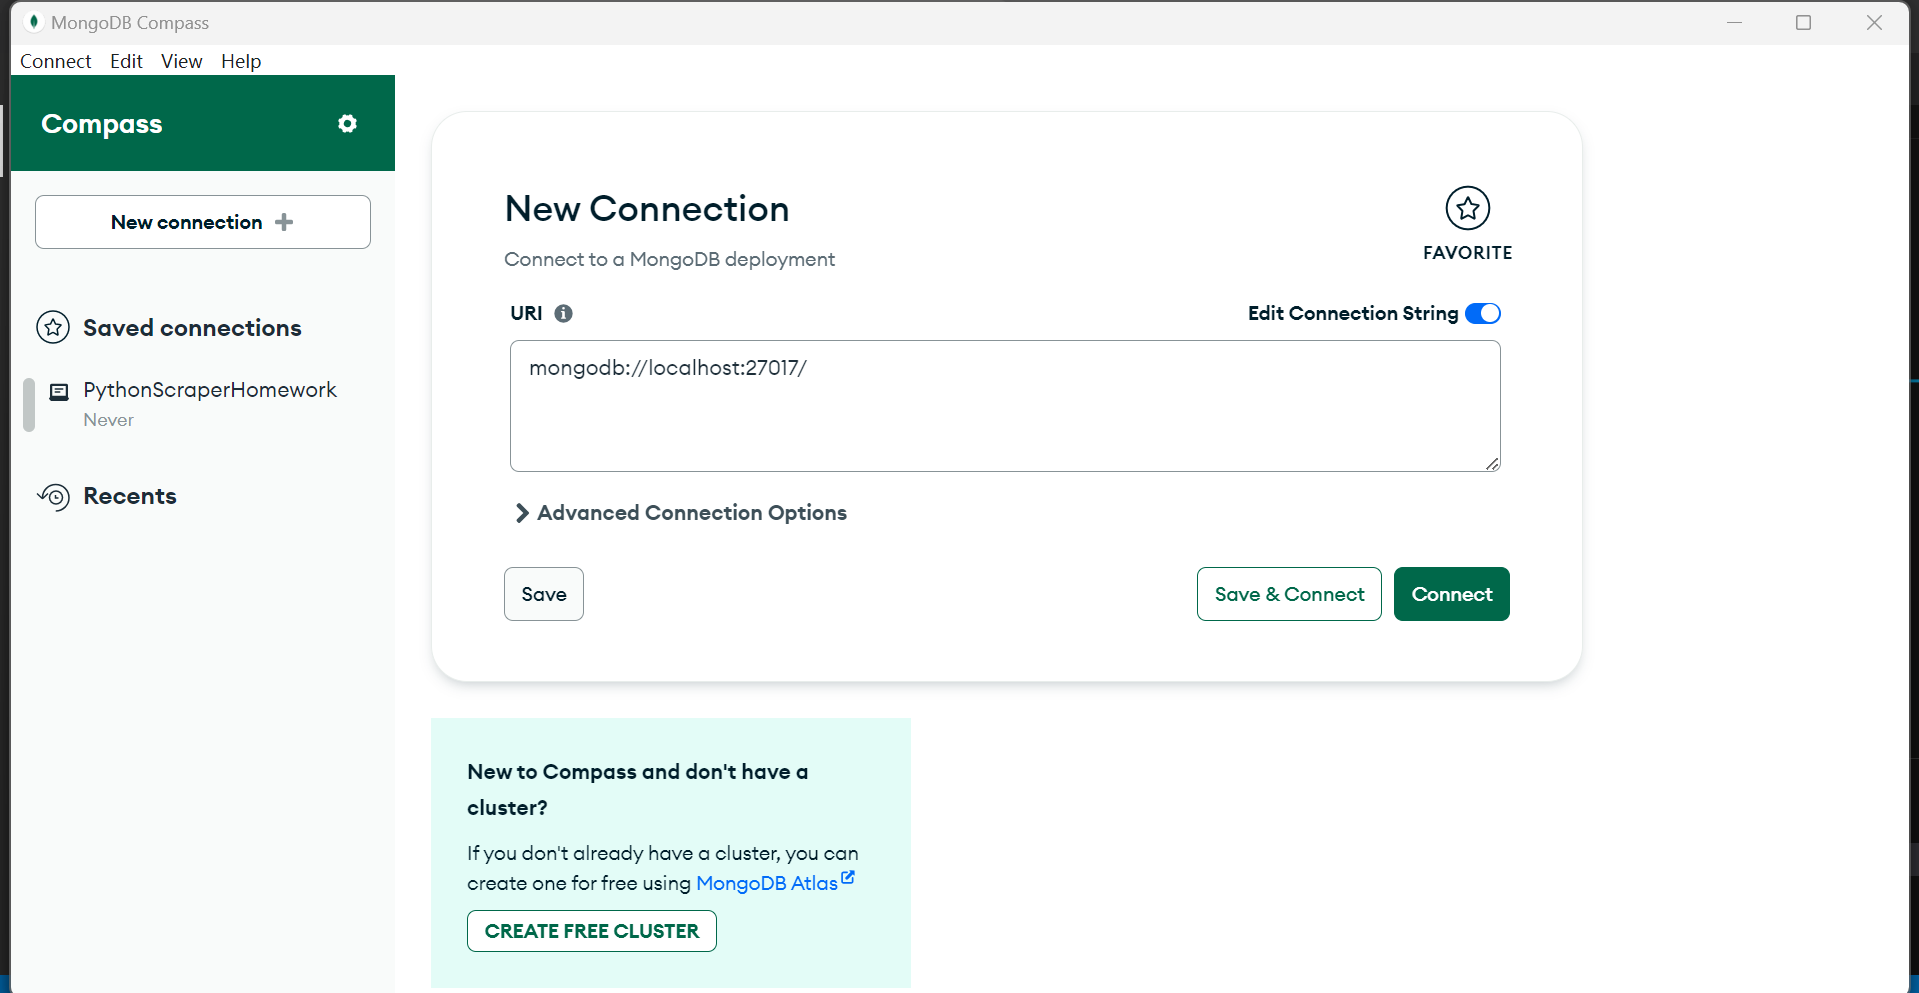 MongoDB Compass
Connect Edit View Help
Compass
New connection
Saved connections
PythonScraperHomework
Never
Recents
New Connection
FAVORITE
Connect to a MongoDB deployment
URI
Edit Connection String
mongodb://localhost:27017/
Advanced Connection Options
Save
Save & Connect
Connect
New to Compass and don't have a
cluster?
If you don't already have a cluster, you can
create one for free using MongoDB Atlas
CREATE FREE CLUSTER